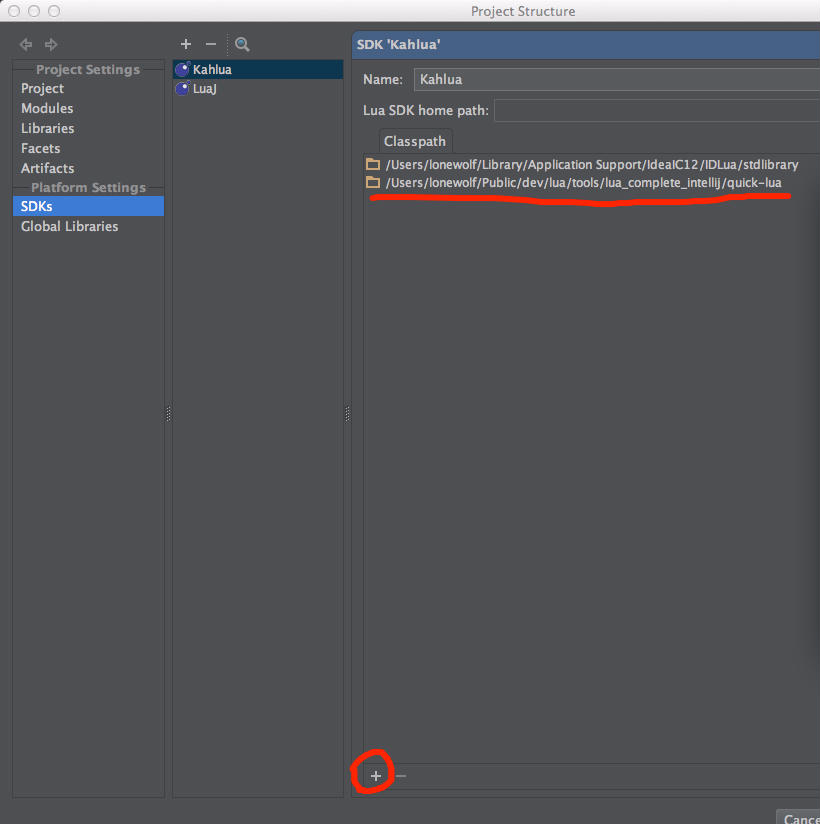 Project Structure
Project Settings
Project
Modules
Libraries
Facets
Artifacts
Platform Settings
SDKs
Global Libraries
Kahlua
LuaJ
SDK 'Kahlua'
Name: Kahlua
Lua SDK home path:
Classpath
/Users/lonewolf/Library/Application Support/IdeaIC12/IDLua/stdlibrary
/Users/lonewolf/Public/dev/lua/tools/lua_complete_intellij/quick-lua
Cance